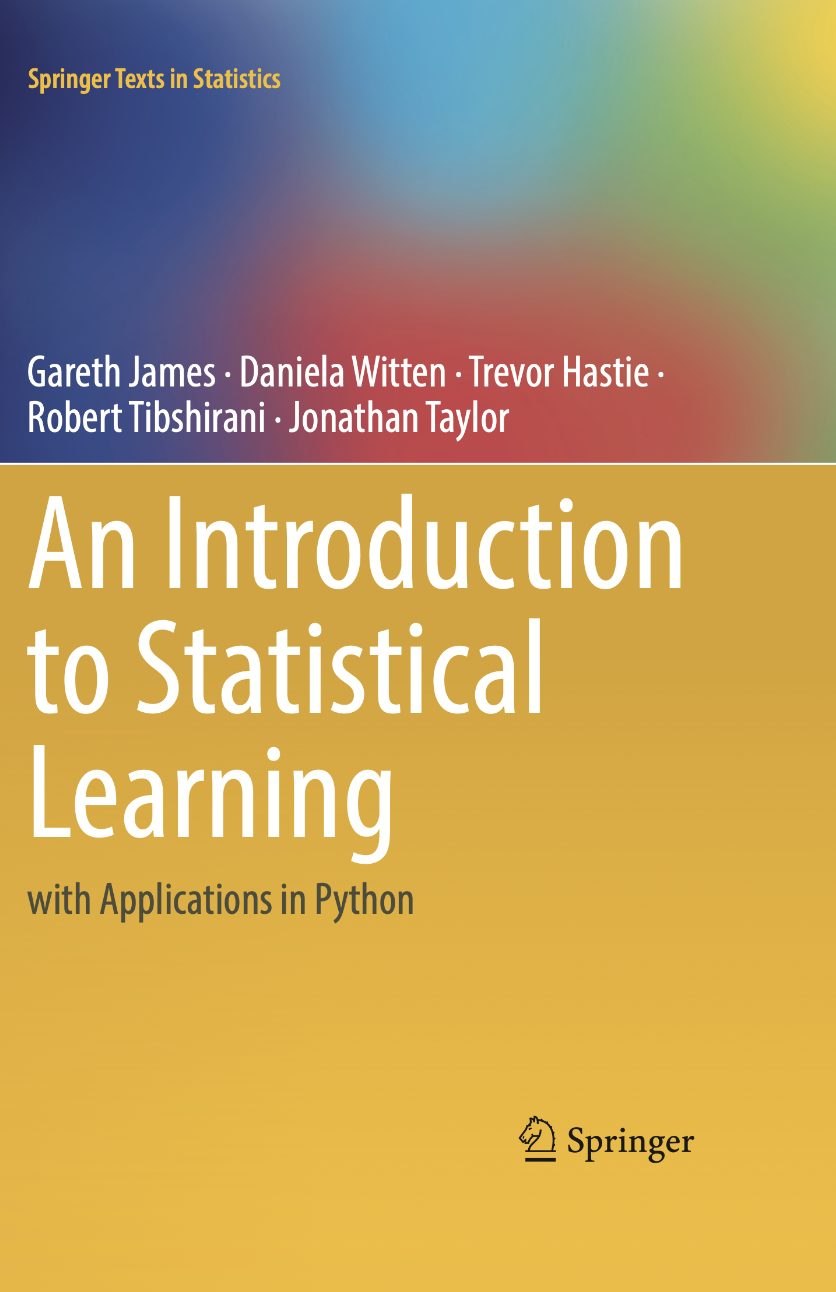 Springer Texts in Statistics
Gareth James · Daniela Witten · Trevor Hastie ·
Robert Tibshirani · Jonathan Taylor
An Introduction
to Statistical
Learning
with Applications in Python
Springer